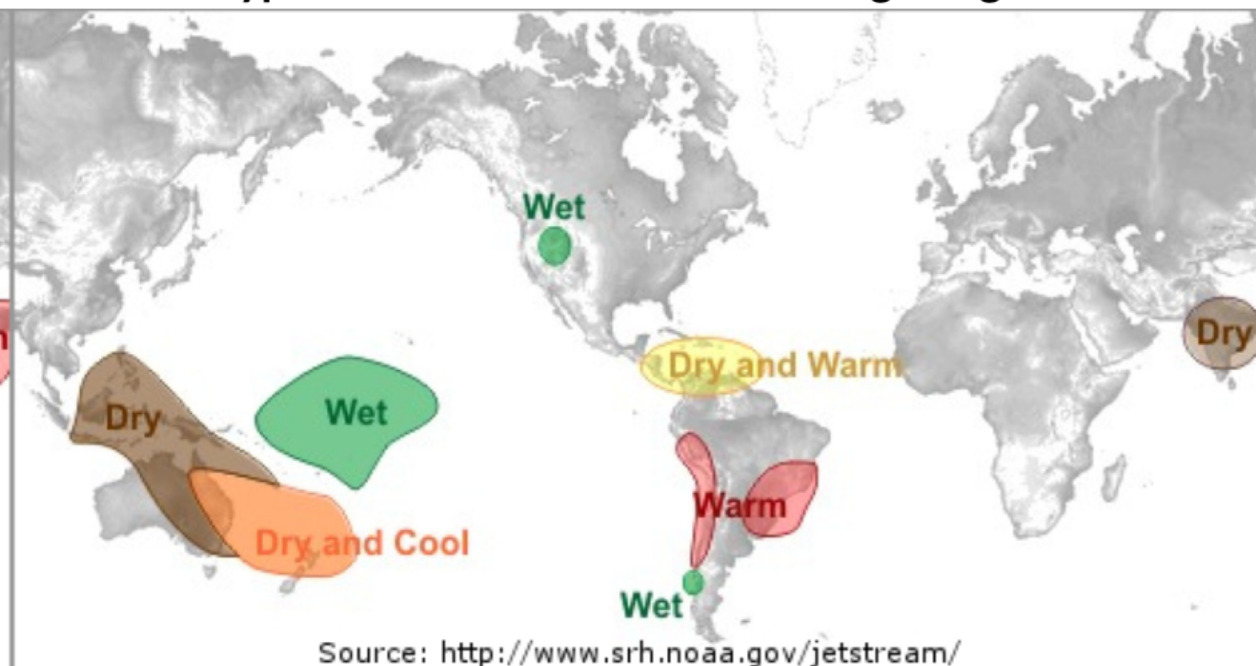 Wet
Dry and Warm
Dry
Dry
Wet
Warm
Dry and Cool
Wet
Source: http://www.srh.noaa.gov/jetstream/